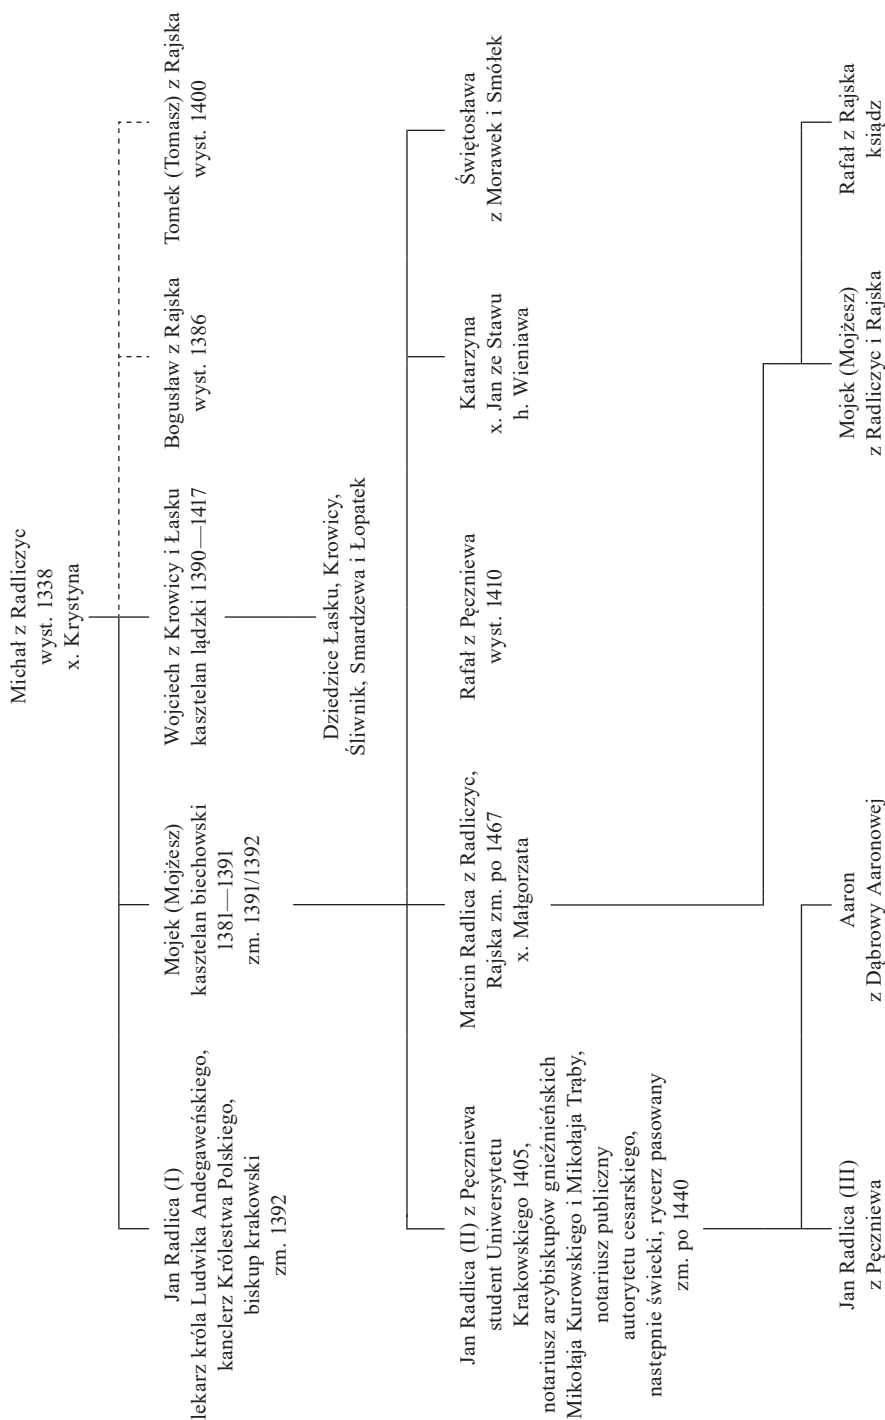 Michał z Radliczyc
wyst. 1338
x. Krystyna
Jan Radlica (I)
lekarz króla Ludwika Andegaweńskiego,
kanclerz Królestwa Polskiego,
biskup krakowski
zm. 1392
Mojek (Mojżesz)
kasztelan biechowski
1381—1391
zm. 1391/1392
Wojciech z Krowicy i Łasku
kasztelan lądzki 1390—1417
Bogusław z Rajska
wyst. 1386
Tomek (Tomasz) z Rajska
wyst. 1400
Dziedzice Łasku, Krowicy,
Śliwnik, Smardzewa i Łopatek
Jan Radlica (II) z Pęczniewa
student Uniwersytetu
Krakowskiego 1405,
notariusz arcybiskupów gnieźnieńskich
Mikołaja Kurowskiego i Mikołaja Trąby,
notariusz publiczny
autorytetu cesarskiego,
następnie świecki, rycerz pasowany
zm. po 1440
Marcin Radlica z Radliczyc,
Rajska zm. po 1467
x. Małgorzata
Rafał z Pęczniewa
wyst. 1410
Katarzyna
x. Jan ze Stawu
h. Wieniawa
Świętosława
z Morawek i Smółek
Jan Radlica (III)
z Pęczniewa
Aaron
z Dąbrowy Aaronowej
Mojek (Mojżesz)
z Radliczyc i Rajska
Rafał z Rajska
ksiądz